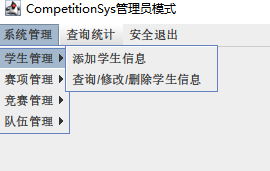 CompetitionSys管理员模式
系统管理 查询统计 安全退出
学生管理 添加学生信息
赛项管理 查询/修改/删除学生信息
竞赛管理
队伍管理